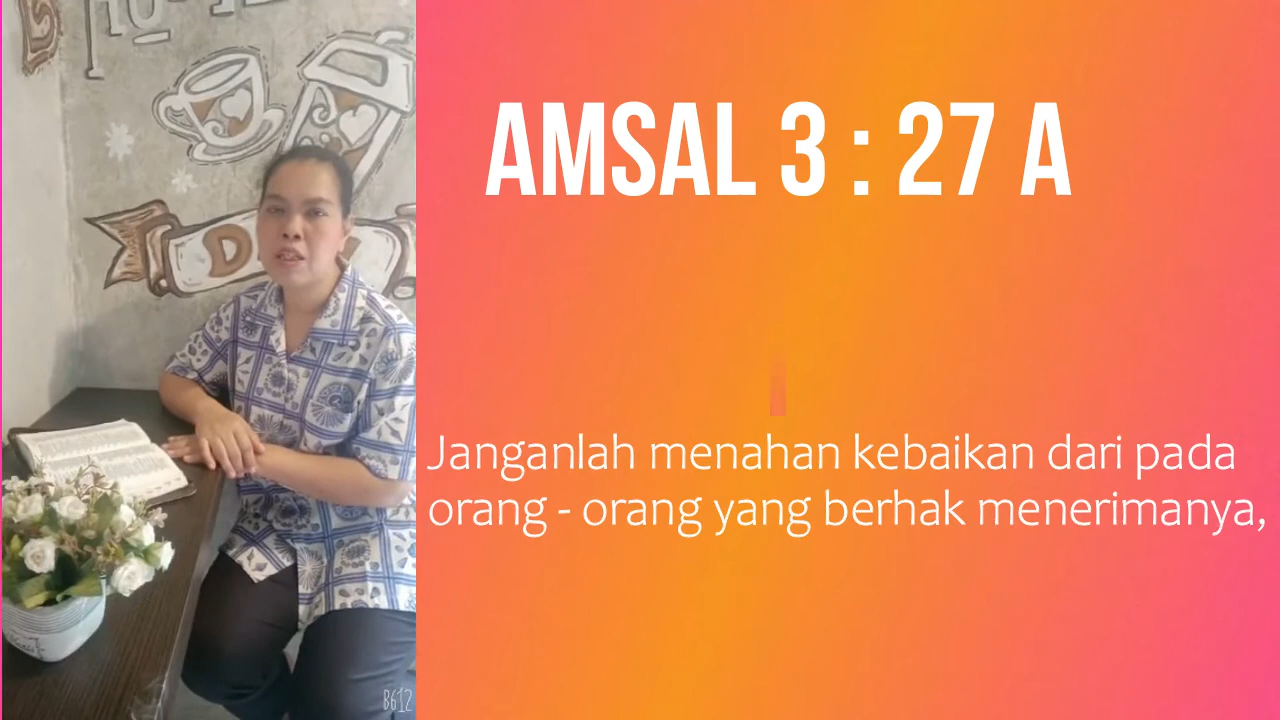 AMSAL 3 : 27 A
Janganlah menahan kebaikan dari pada
orang - orang yang berhak menerimanya,
B612